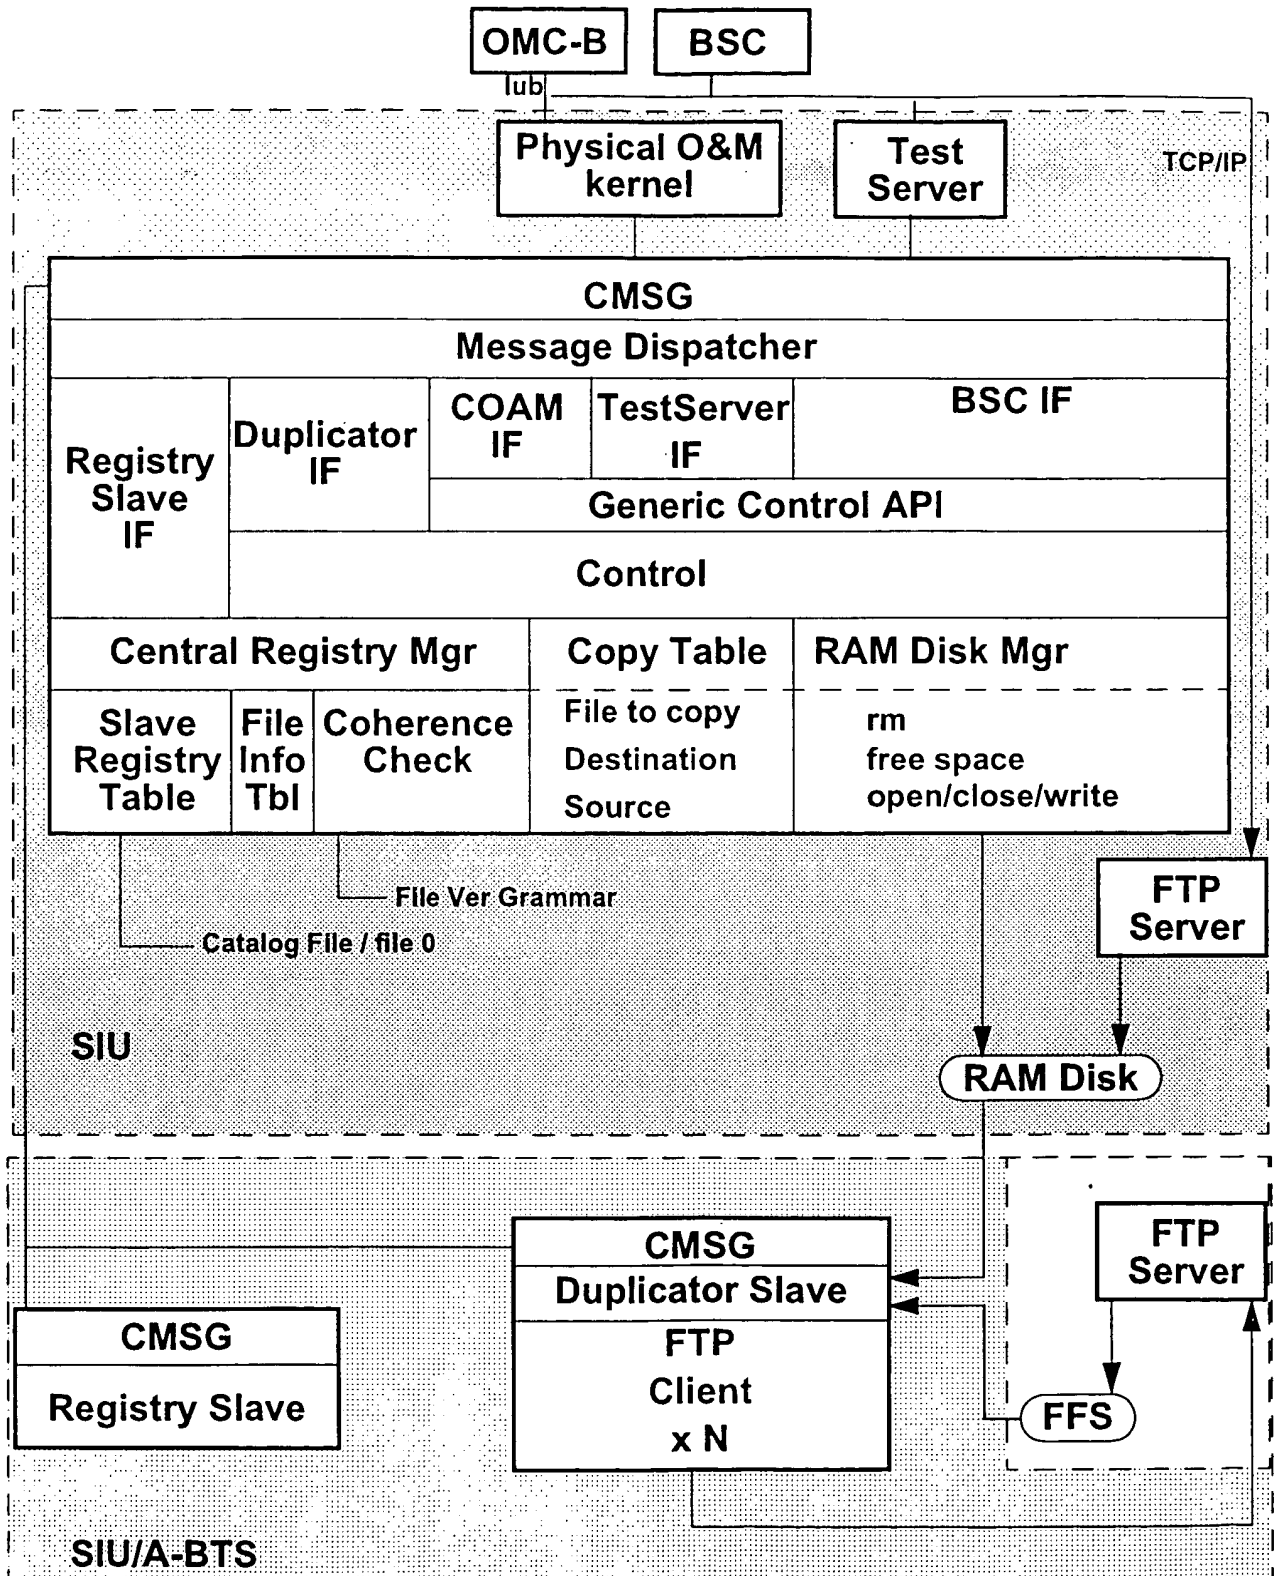 OMC-B
BSC
Iub
Physical O&M
kernel
Test
Server
TCP/IP
CMSG
Message Dispatcher
Registry
Slave
IF
Duplicator
IF
COAM
IF
TestServer
IF
BSC IF
Generic Control API
Control
Central Registry Mgr
Copy Table
RAM Disk Mgr
Slave
Registry
Table
File
Info
Tbl
Coherence
Check
File to copy
Destination
Source
rm
free space
open/close/write
File Ver Grammar
Catalog File / file 0
FTP
Server
SIU
RAM Disk
CMSG
Duplicator Slave
FTP
Client
x N
FTP
Server
CMSG
Registry Slave
FFS
SIU/A-BTS